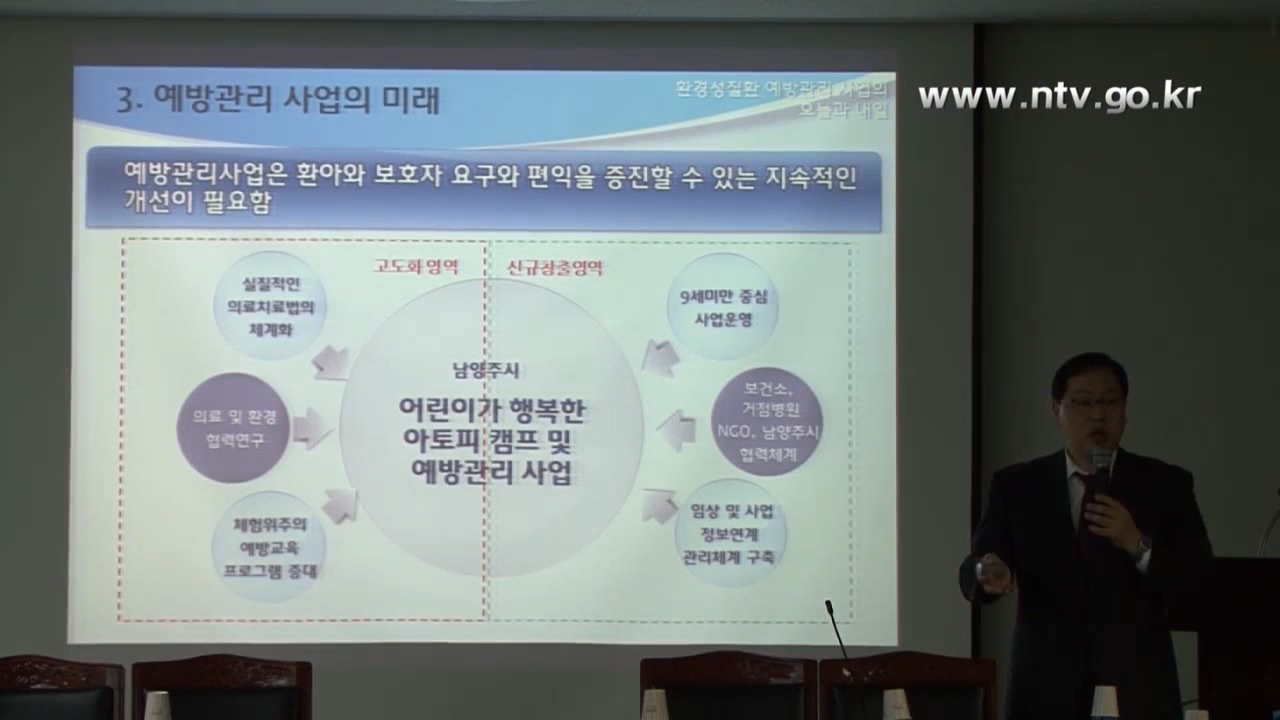 3. 예방관리 사업의 미래
환경성질환 예방관리 사업의
오늘과 내일
www.ntv.go.kr
예방관리사업은 환아와 보호자 요구와 편익을 증진할 수 있는 지속적인
개선이 필요함
고도화 영역
신규창출영역
실질적인
의료치료법의
체계화
의료 및 환경
협력연구
체험위주의
예방교육
프로그램 증대
남양주시
어린이가 행복한
아토피 캠프 및
예방관리 사업
9세미만 중심
사업운영
보건소,
거점병원
NGO, 남양주시
협력체계
임상 및 사업
정보연계
관리체계 구축